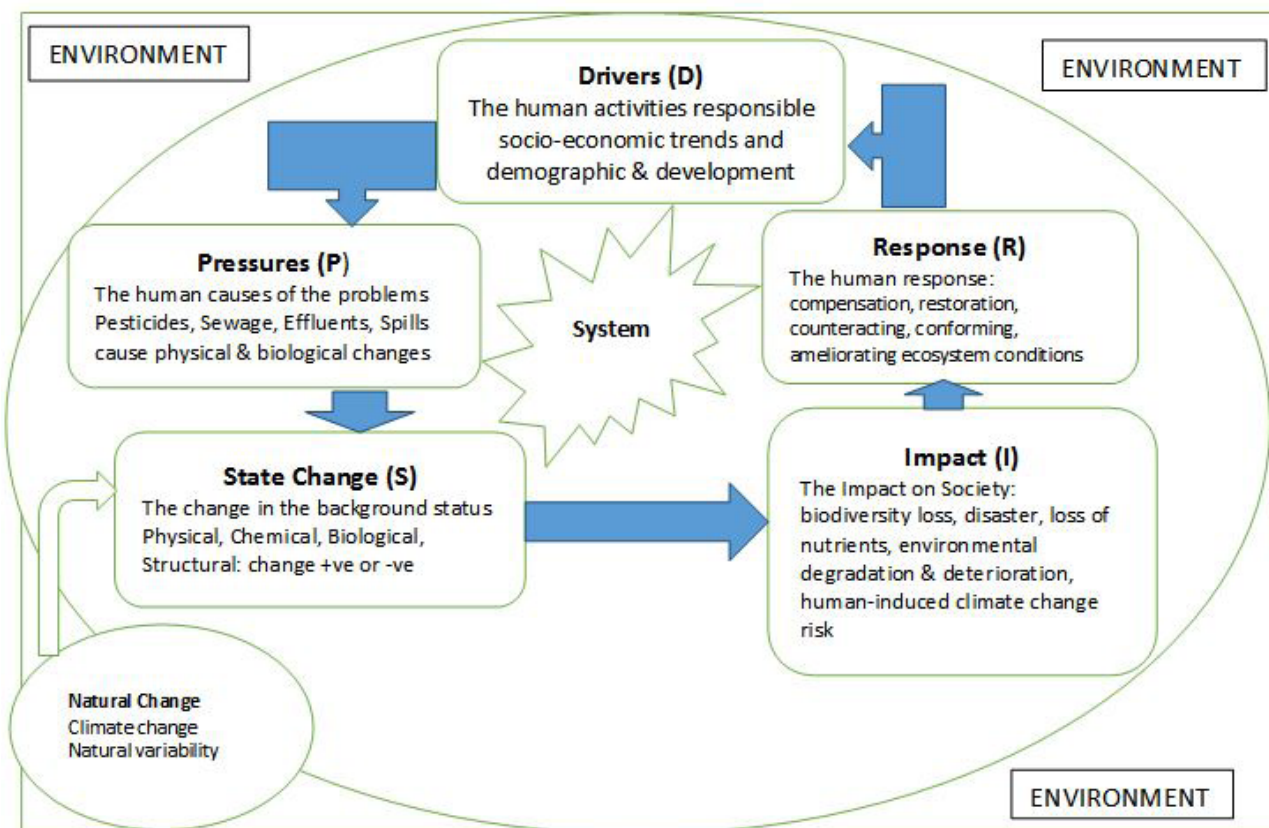 ENVIRONMENT
ENVIRONMENT
Drivers (D)
The human activities responsible
socio-economic trends and
demographic & development
Pressures (P)
The human causes of the problems
Pesticides, Sewage, Effluents, Spills
cause physical & biological changes
System
Response (R)
The human response:
compensation, restoration,
counteracting, conforming,
ameliorating ecosystem conditions
State Change (S)
The change in the background status
Physical, Chemical, Biological,
Structural: change +ve or -ve
Impact (I)
The Impact on Society:
biodiversity loss, disaster, loss of
nutrients, environmental
degradation & deterioration,
human-induced climate change
risk
Natural Change
Climate change
Natural variability
ENVIRONMENT